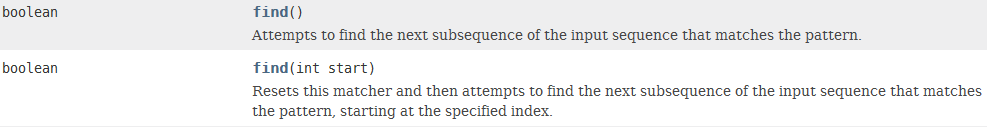 boolean find()
Attempts to find the next subsequence of the input sequence that matches the pattern.
boolean find(int start)
Resets this matcher and then attempts to find the next subsequence of the input sequence that matches
the pattern, starting at the specified index.